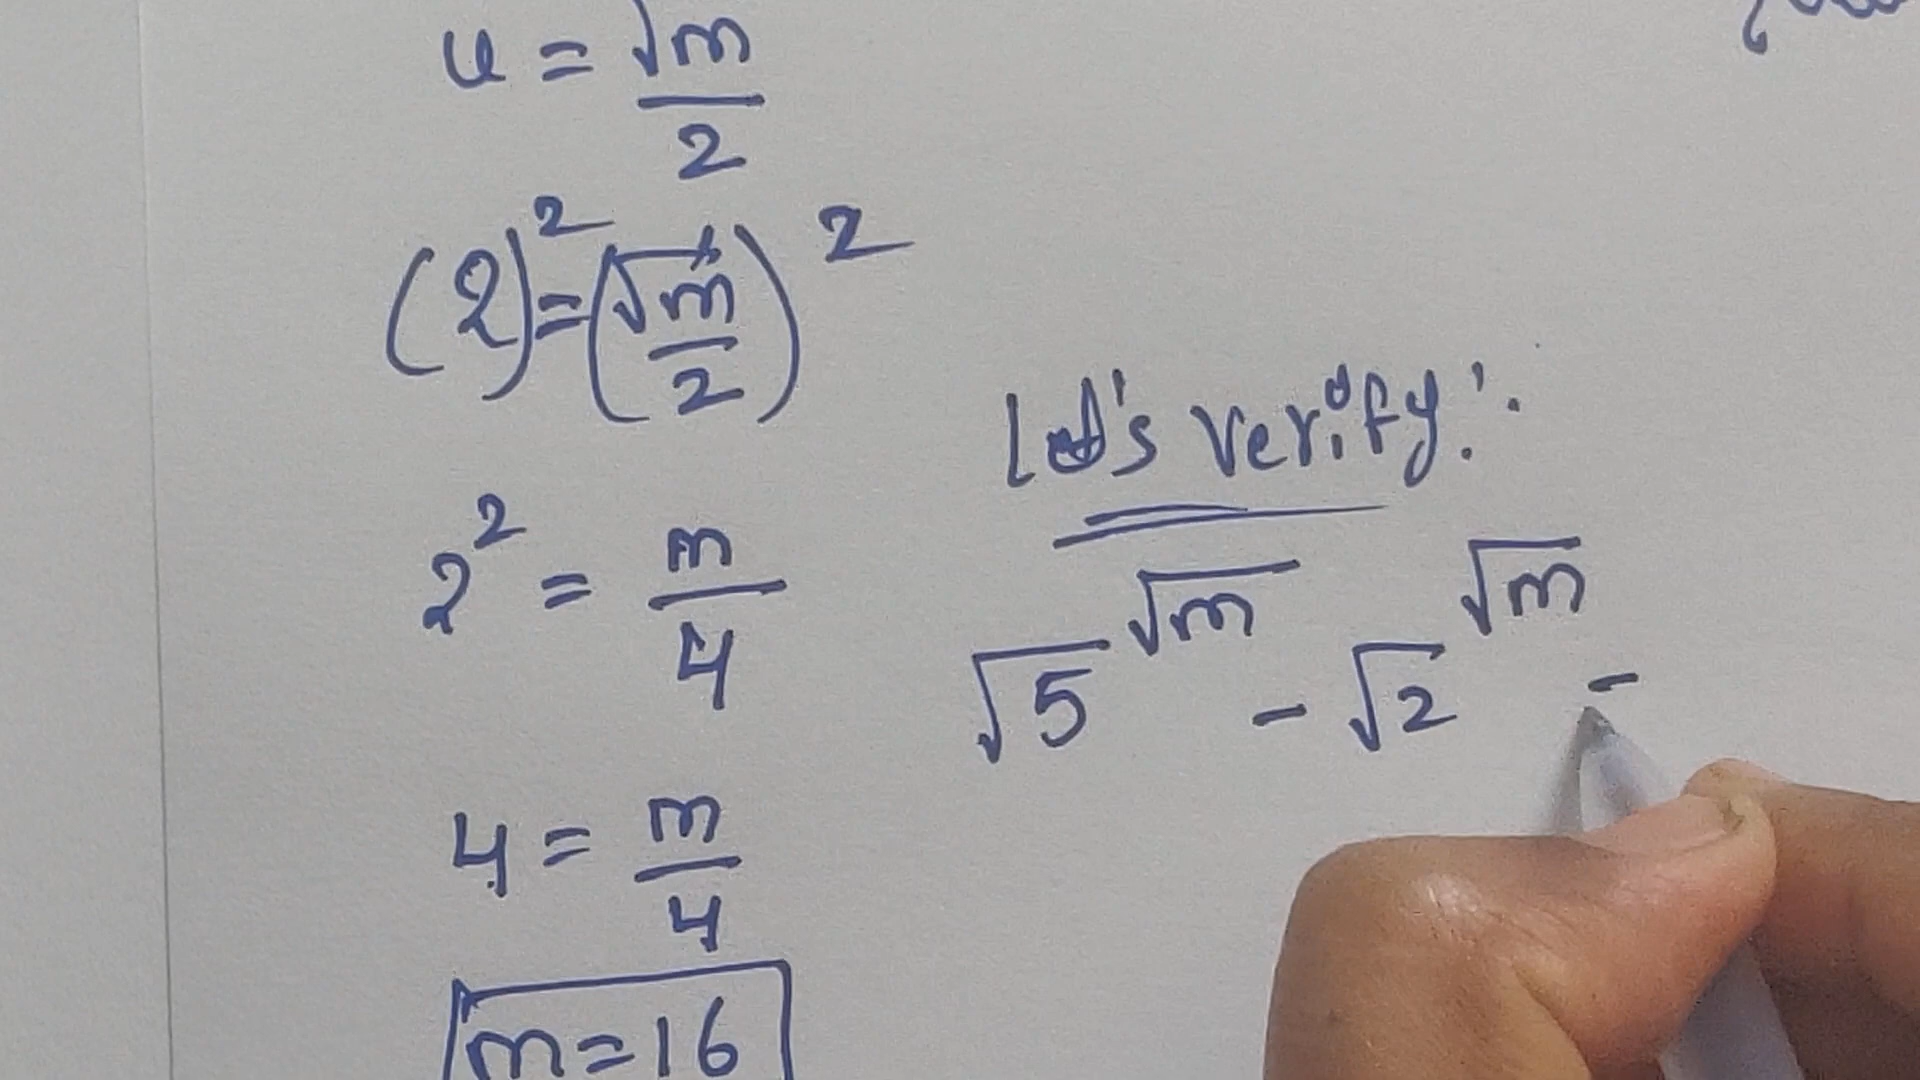 u = √m / 2
(2)² = (√m / 2)²
2² = m / 4
4 = m / 4
m = 16
Let's verify!
√5^√m - √2^√m -